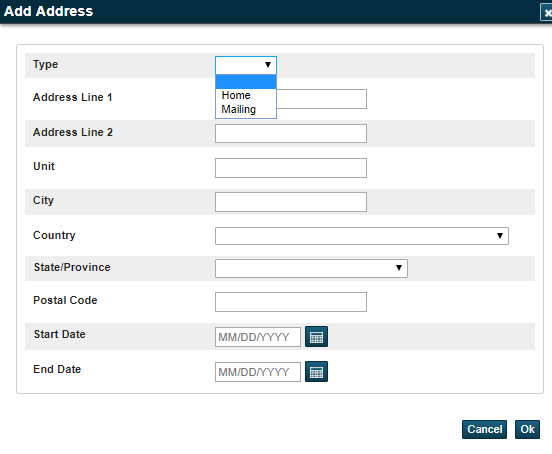 Add Address
Type
Home
Mailing
Address Line 1
Address Line 2
Unit
City
Country
State/Province
Postal Code
Start Date MM/DD/YYYY
End Date MM/DD/YYYY
Cancel Ok